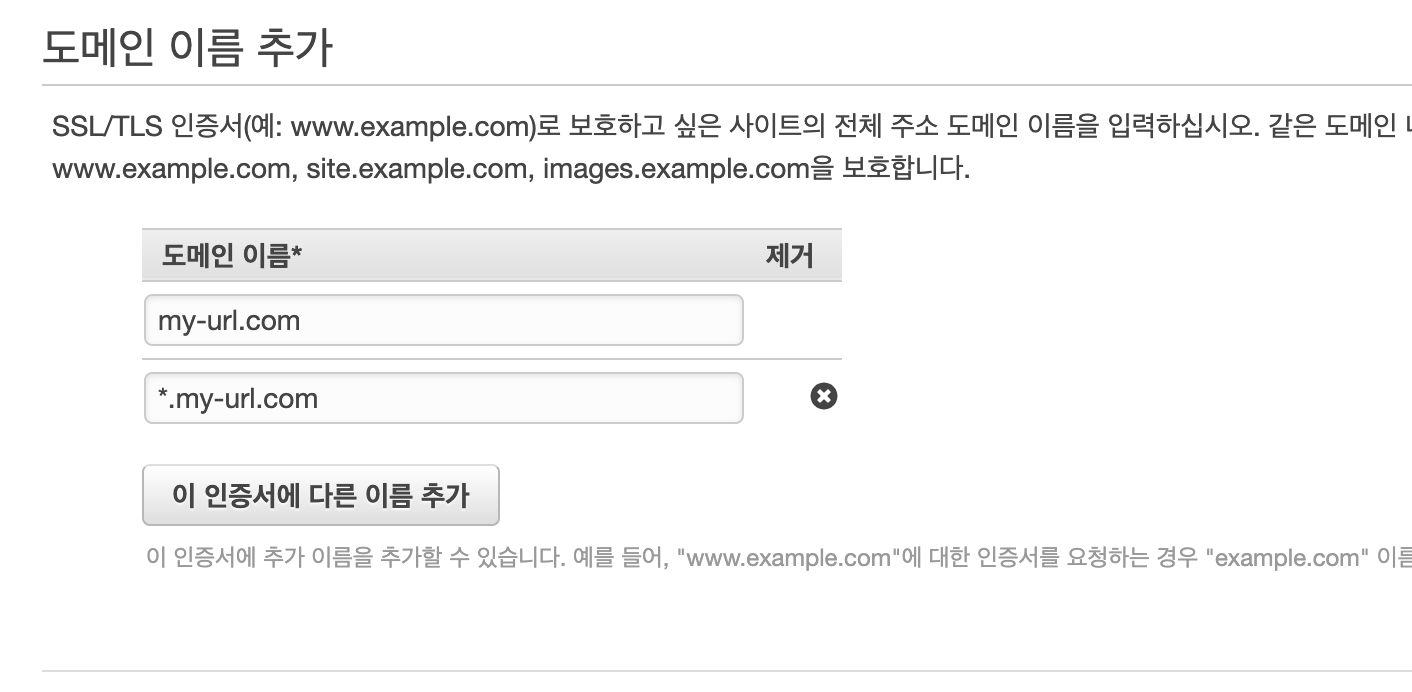 도메인 이름 추가
SSL/TLS 인증서(예: www.example.com)로 보호하고 싶은 사이트의 전체 주소 도메인 이름을 입력하십시오. 같은 도메인
www.example.com, site.example.com, images.example.com을 보호합니다.
도메인 이름* 제거
my-url.com
*.my-url.com
이 인증서에 다른 이름 추가
이 인증서에 추가 이름을 추가할 수 있습니다. 예를 들어, "www.example.com"에 대한 인증서를 요청하는 경우 "example.com" 이름